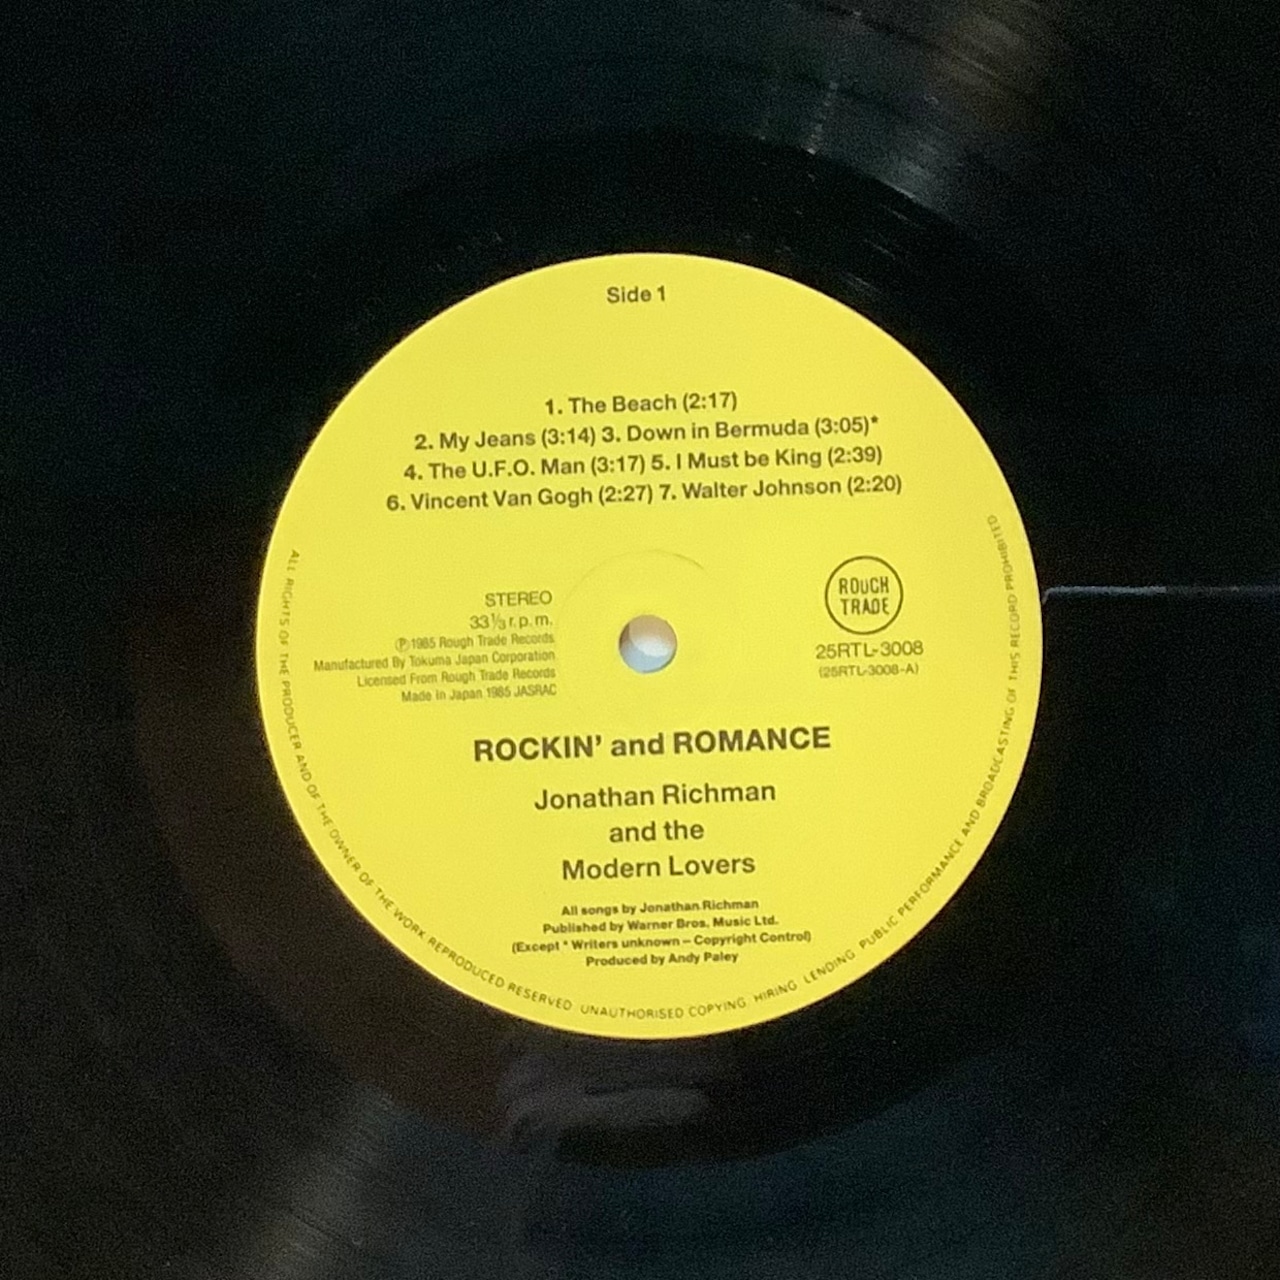 Side 1
1. The Beach (2:17)
2. My Jeans (3:14) 3. Down in Bermuda (3:05)*
4. The U.F.O. Man (3:17) 5. I Must be King (2:39)
6. Vincent Van Gogh (2:27) 7. Walter Johnson (2:20)
STEREO
33⅓ r.p.m.
℗1985 Rough Trade Records
Manufactured By Tokuma Japan Corporation
Licensed From Rough Trade Records
Made in Japan 1985 JASRAC
ROUGH
TRADE
25RTL-3008
(25RTL-3008-A)
ROCKIN' and ROMANCE
Jonathan Richman
and the
Modern Lovers
All songs by Jonathan Richman
Published by Warner Bros. Music Ltd.
(Except * Writers unknown – Copyright Control)
Produced by Andy Paley
ALL RIGHTS OF THE PRODUCER AND OF THE OWNER OF THE WORK REPRODUCED RESERVED UNAUTHORISED COPYING HIRING LENDING PUBLIC PERFORMANCE AND BROADCASTING OF THIS RECORD PROHIBITED